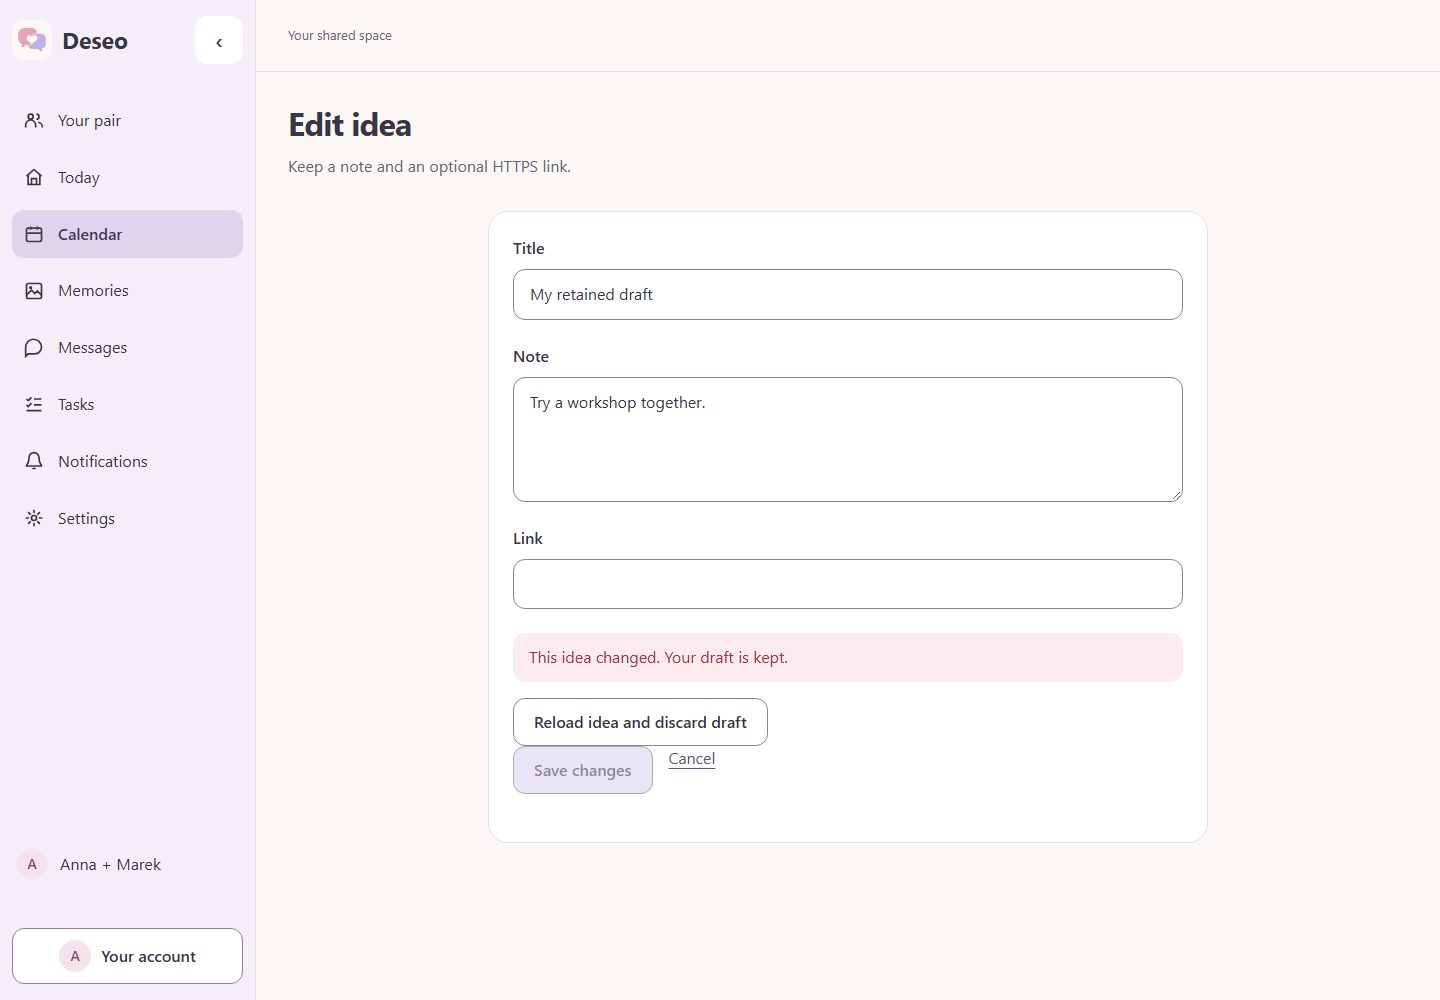 Deseo
‹
Your pair
Today
Calendar
Memories
Messages
Tasks
Notifications
Settings
A Anna + Marek
A Your account
Your shared space
Edit idea
Keep a note and an optional HTTPS link.
Title
My retained draft
Note
Try a workshop together.
Link
This idea changed. Your draft is kept.
Reload idea and discard draft
Save changes Cancel